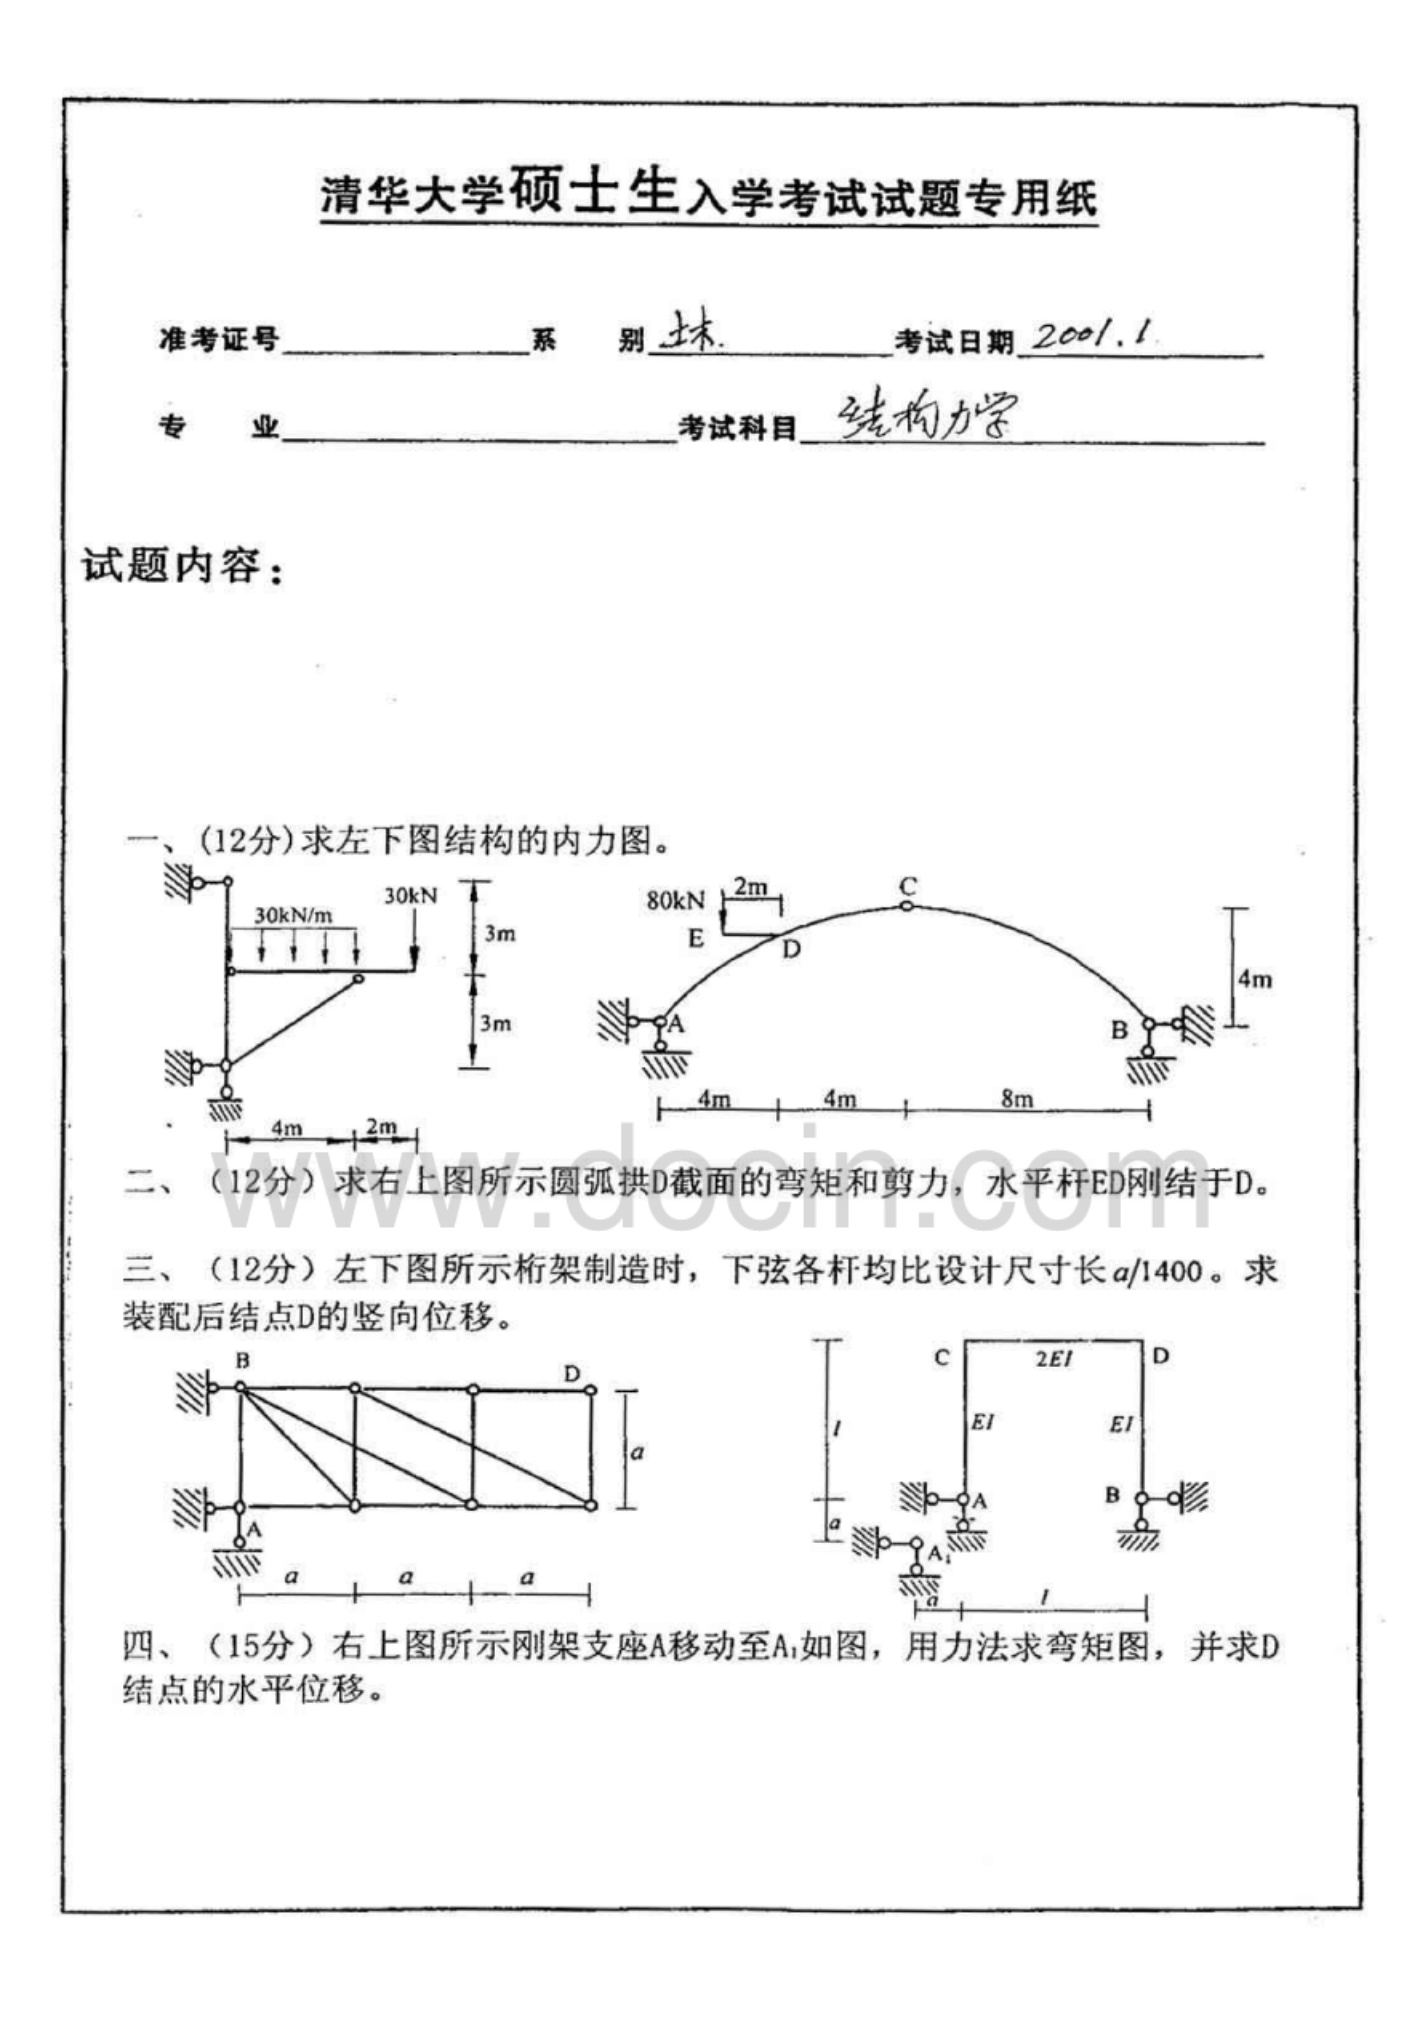 清华大学硕士生入学考试试题专用纸
准考证号 系 别 土木. 考试日期 2001.1.
专 业 考试科目 结构力学
试题内容：
一、(12分)求左下图结构的内力图。
30kN
30kN/m
3m
3m
4m
2m
80kN
2m
C
E
D
4m
A
B
4m
4m
8m
www.docin.com
二、（12分）求右上图所示圆弧拱D截面的弯矩和剪力，水平杆ED刚结于D。
三、（12分）左下图所示桁架制造时，下弦各杆均比设计尺寸长a/1400。求
装配后结点D的竖向位移。
B
D
a
A
a
a
a
C
2EI
D
l
EI
EI
A
B
a
A₁
a
l
四、（15分）右上图所示刚架支座A移动至A₁如图，用力法求弯矩图，并求D
结点的水平位移。